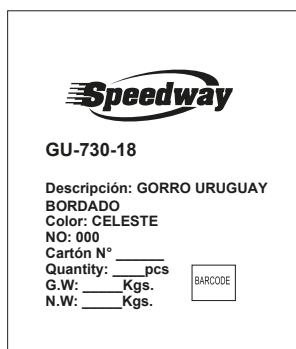 Speedway
GU-730-18
Descripción: GORRO URUGUAY
BORDADO
Color: CELESTE
NO: 000
Cartón N° ______
Quantity: ____pcs
G.W: _____Kgs.
N.W: _____Kgs.
BARCODE